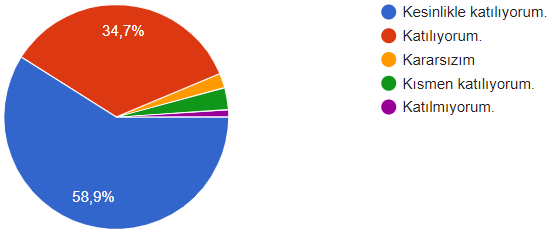 34,7%
58,9%
Kesinlikle katılıyorum.
Katılıyorum.
Kararsızım
Kısmen katılıyorum.
Katılmıyorum.